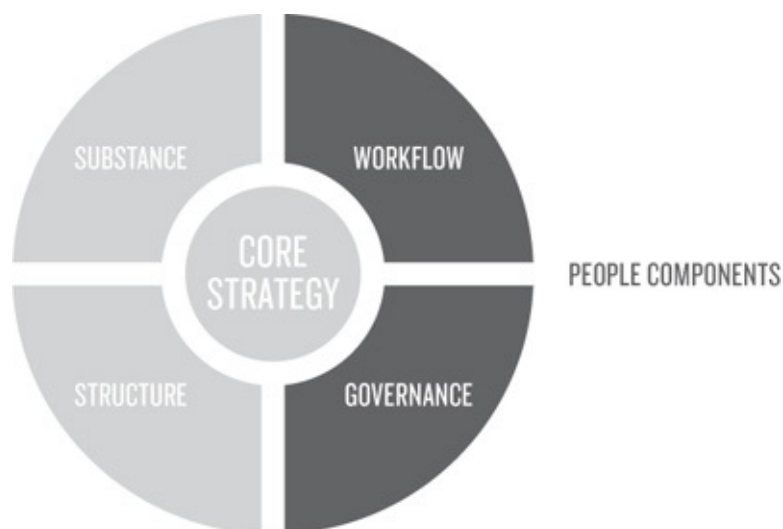 SUBSTANCE
WORKFLOW
CORE
STRATEGY
PEOPLE COMPONENTS
STRUCTURE
GOVERNANCE